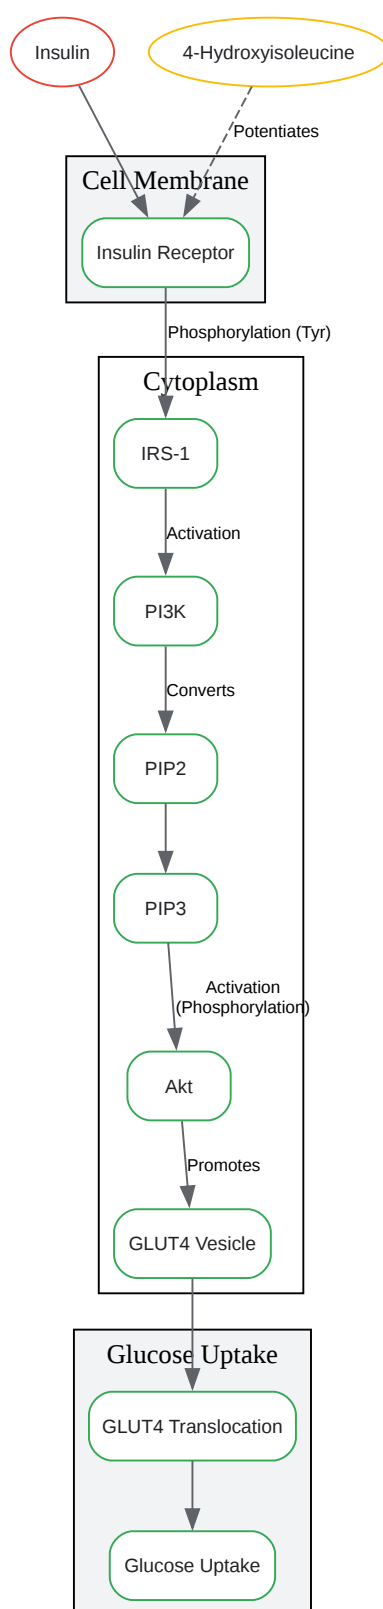 Insulin
4-Hydroxyisoleucine
Potentiates
Cell Membrane
Insulin Receptor
Phosphorylation (Tyr)
Cytoplasm
IRS-1
Activation
PI3K
Converts
PIP2
PIP3
Activation
(Phosphorylation)
Akt
Promotes
GLUT4 Vesicle
Glucose Uptake
GLUT4 Translocation
Glucose Uptake